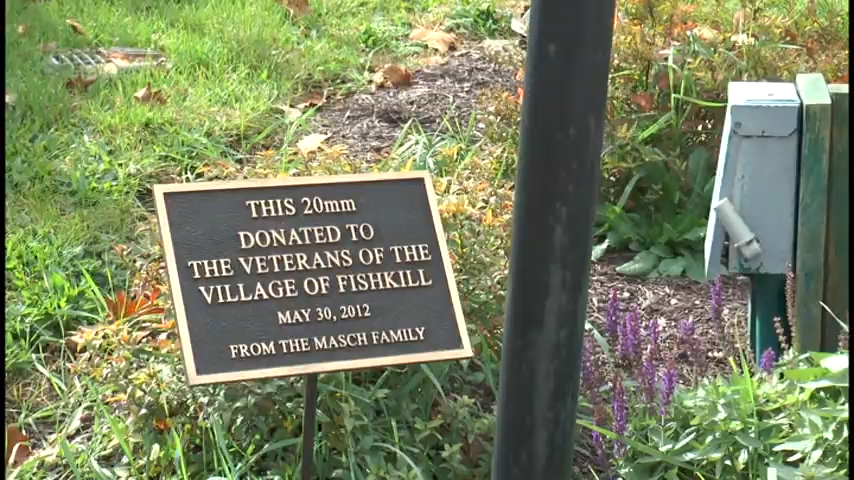 THIS 20mm
DONATED TO
THE VETERANS OF THE
VILLAGE OF FISHKILL
MAY 30, 2012
FROM THE MASCH FAMILY